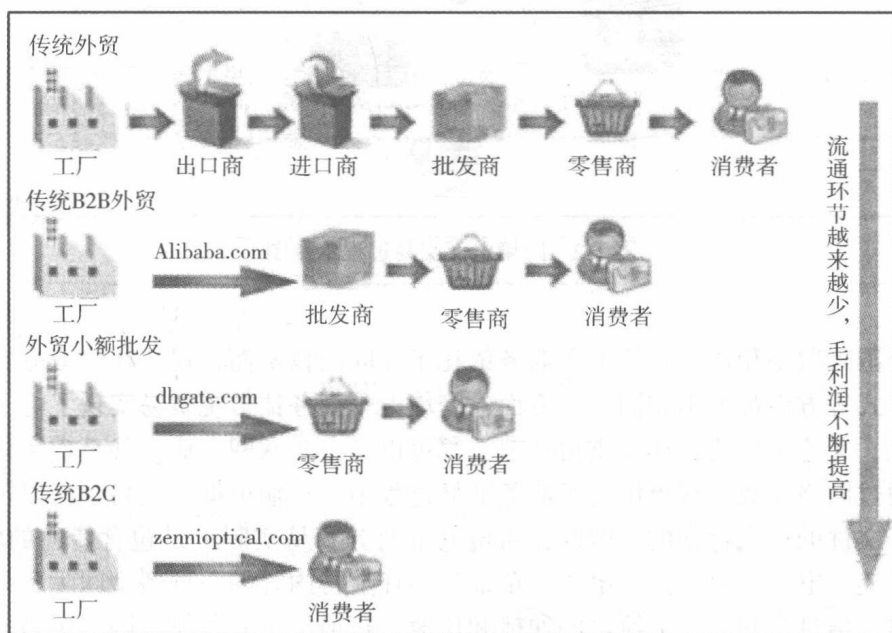 传统外贸
工厂 出口商 进口商 批发商 零售商 消费者
传统B2B外贸
Alibaba.com
工厂 批发商 零售商 消费者
外贸小额批发
dhgate.com
工厂 零售商 消费者
传统B2C
zennioptical.com
工厂 消费者
流通环节越来越少，毛利润不断提高